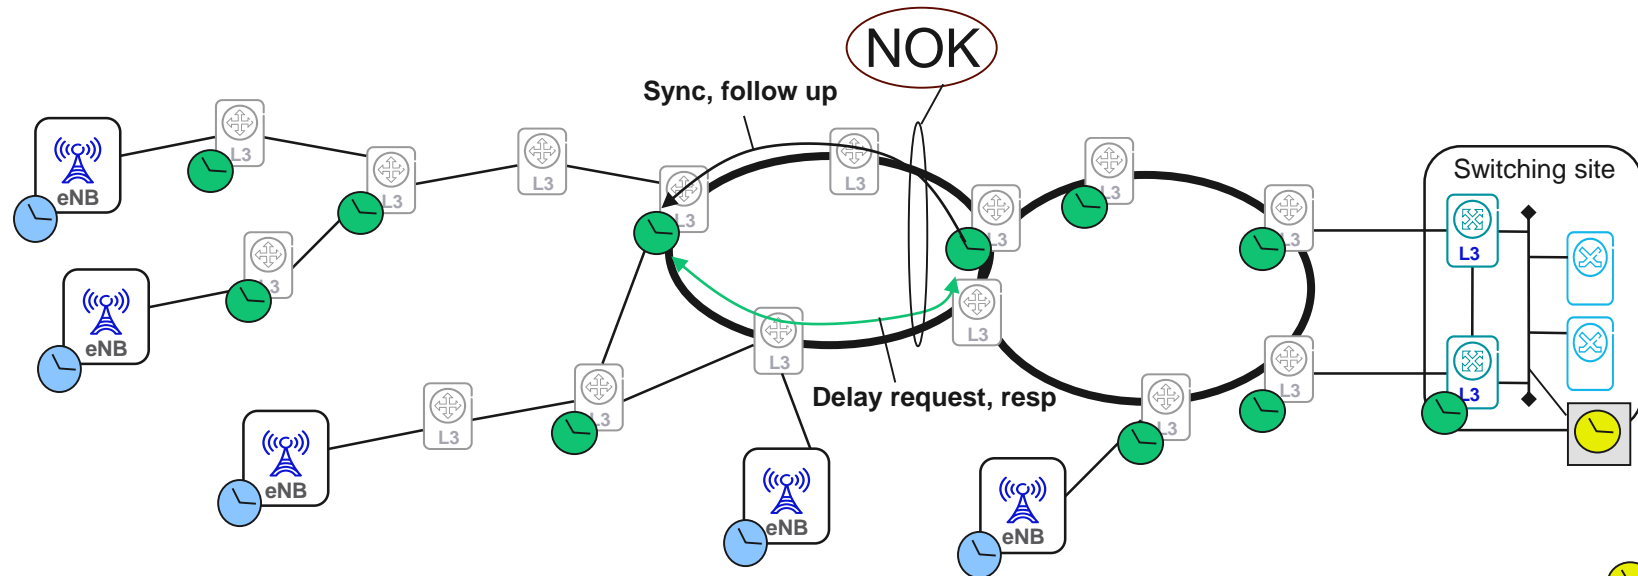 NOK
Sync, follow up
Switching site
L3
L3
L3
L3
L3
L3
L3
L3
L3
L3
eNB
eNB
3
L3
L3
L3
L3
L3
L3
L3
L3
Delay request, resp
eNB
eNB
eNB